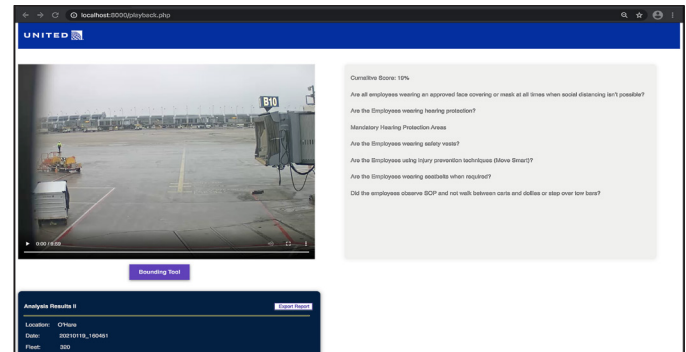 localhost:8000/playback.php
UNITED
B10
0:00 / 9:59
Bounding Tool
Cumalitve Score: 10%
Are all employees wearing an approved face covering or mask at all times when social distancing isn't possible?
Are the Employees wearing hearing protection?
Mandatory Hearing Protection Areas
Are the Employees wearing safety vests?
Are the Employees using injury prevention techniques (Move Smart)?
Are the Employees wearing seatbelts when required?
Did the employees observe SOP and not walk between carts and dollies or step over tow bars?
Analysis Results II
Export Report
Location: O'Hare
Date: 20210119_160451
Fleet: 320